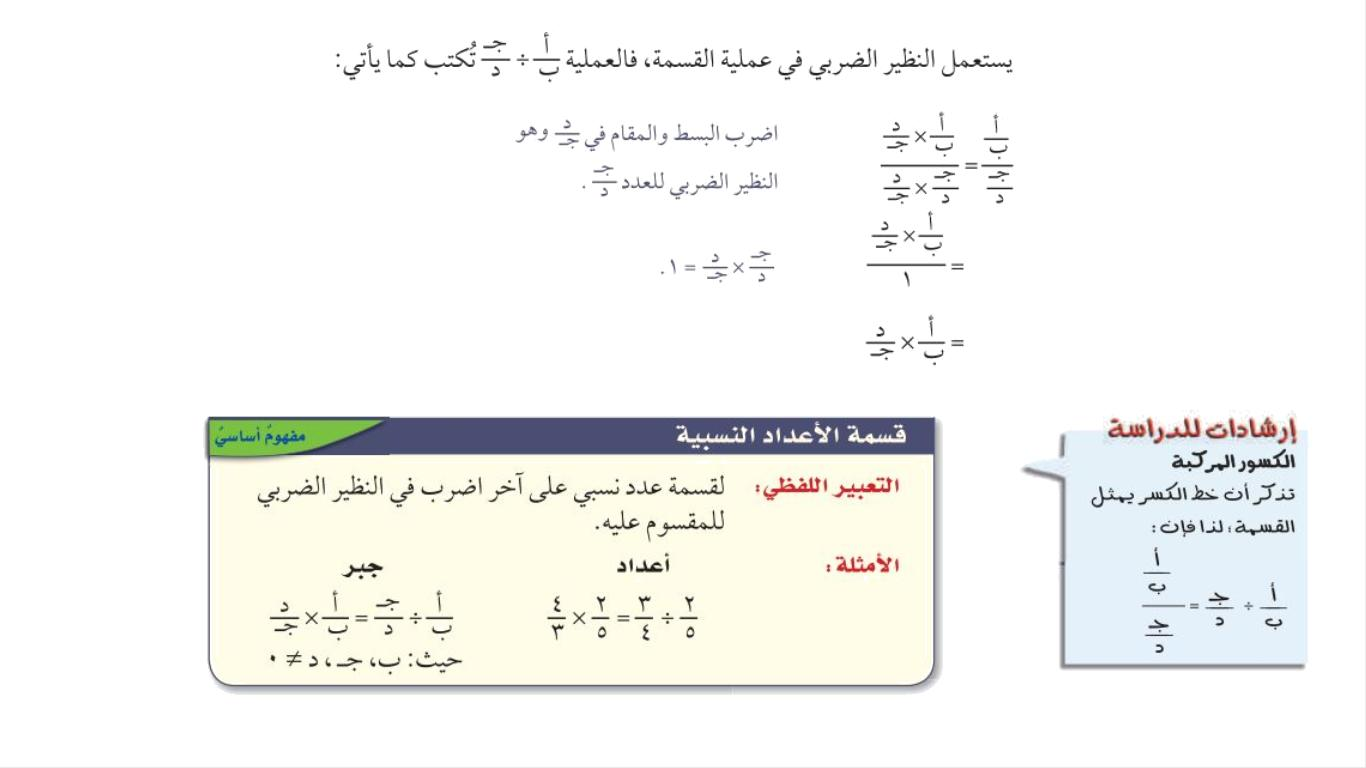 يستعمل النظير الضربي في عملية القسمة، فالعملية أ/ب ÷ جـ/د تُكتب كما يأتي:
(أ/ب)/(جـ/د) = (أ/ب × د/جـ)/(جـ/د × د/جـ)
اضرب البسط والمقام في د/جـ وهو
النظير الضربي للعدد جـ/د .
= (أ/ب × د/جـ)/١
جـ/د × د/جـ = ١.
= أ/ب × د/جـ
قسمة الأعداد النسبية
مفهومٌ أساسيٌ
التعبير اللفظي: لقسمة عدد نسبي على آخر اضرب في النظير الضربي
للمقسوم عليه.
الأمثلة: أعداد جبر
٢/٥ ÷ ٣/٤ = ٢/٥ × ٤/٣
أ/ب ÷ جـ/د = أ/ب × د/جـ
حيث: ب، جـ، د ≠ ٠
إرشادات للدراسة
الكسور المركبة
تذكر أن خط الكسر يمثل
القسمة؛ لذا فإن:
أ/ب ÷ جـ/د = (أ/ب)/(جـ/د)